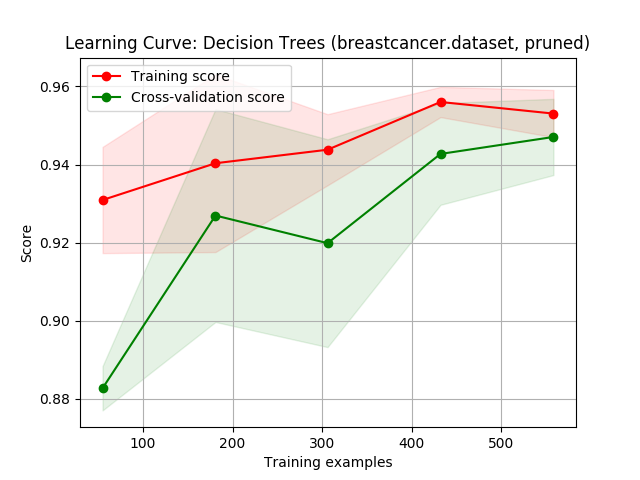 Learning Curve: Decision Trees (breastcancer.dataset, pruned)
Training score
Cross-validation score
0.96
0.94
0.92
0.90
0.88
Score
100 200 300 400 500
Training examples